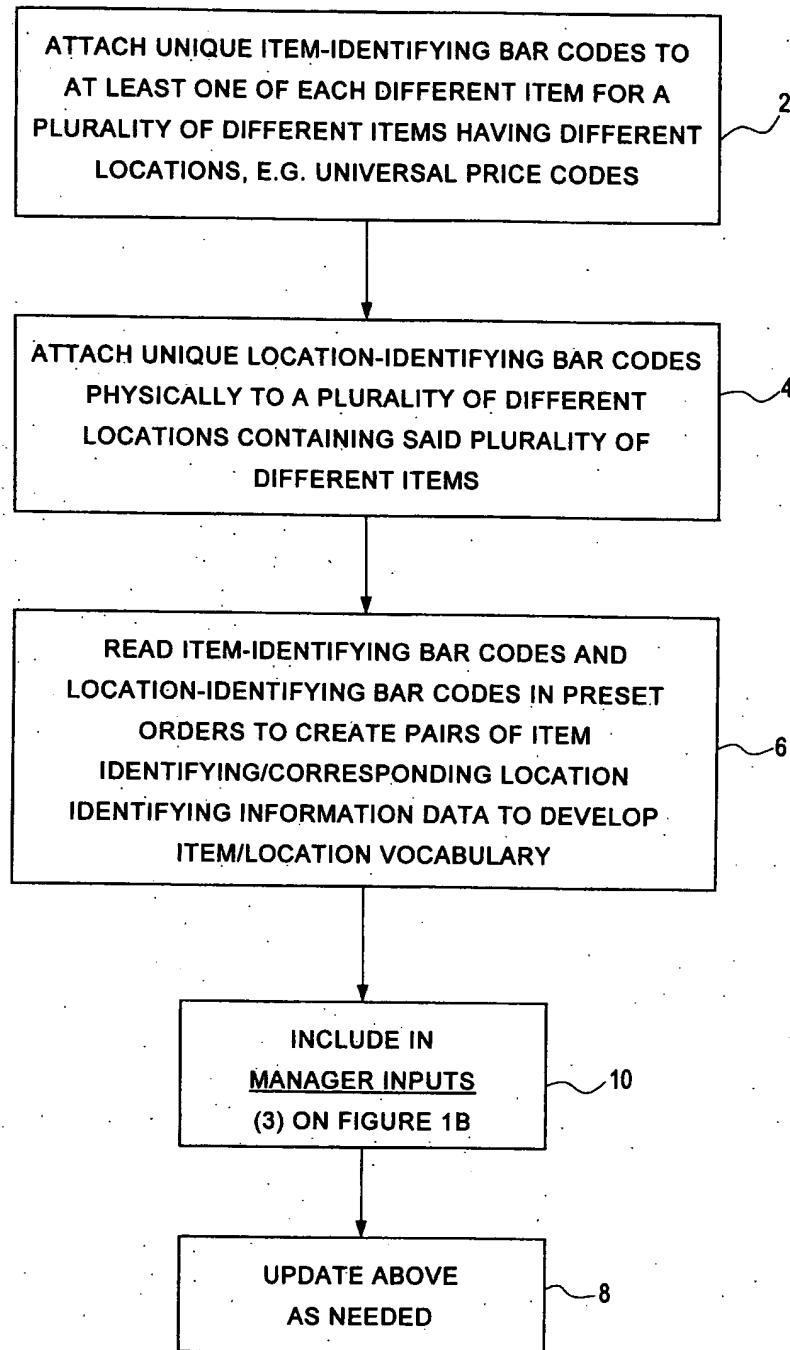 ATTACH UNIQUE ITEM-IDENTIFYING BAR CODES TO
AT LEAST ONE OF EACH DIFFERENT ITEM FOR A
PLURALITY OF DIFFERENT ITEMS HAVING DIFFERENT
LOCATIONS, E.G. UNIVERSAL PRICE CODES
2
ATTACH UNIQUE LOCATION-IDENTIFYING BAR CODES
PHYSICALLY TO A PLURALITY OF DIFFERENT
LOCATIONS CONTAINING SAID PLURALITY OF
DIFFERENT ITEMS
4
READ ITEM-IDENTIFYING BAR CODES AND
LOCATION-IDENTIFYING BAR CODES IN PRESET
ORDERS TO CREATE PAIRS OF ITEM
IDENTIFYING/CORRESPONDING LOCATION
IDENTIFYING INFORMATION DATA TO DEVELOP
ITEM/LOCATION VOCABULARY
6
INCLUDE IN
MANAGER INPUTS
(3) ON FIGURE 1B
10
UPDATE ABOVE
AS NEEDED
8